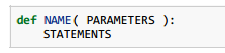 def NAME( PARAMETERS ):
    STATEMENTS